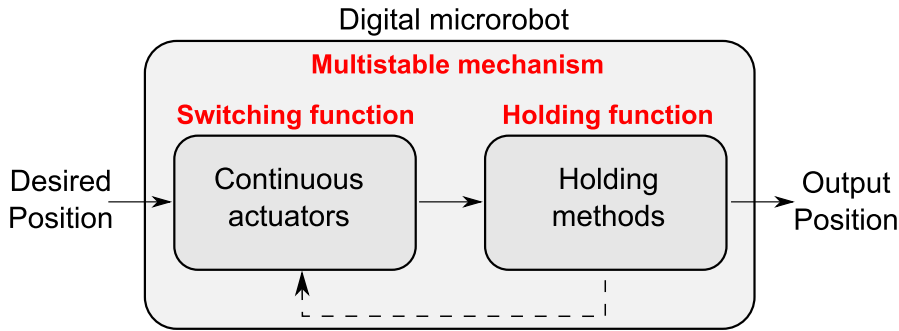 Digital microrobot
Multistable mechanism
Switching function
Holding function
Desired
Position
Continuous
actuators
Holding
methods
Output
Position